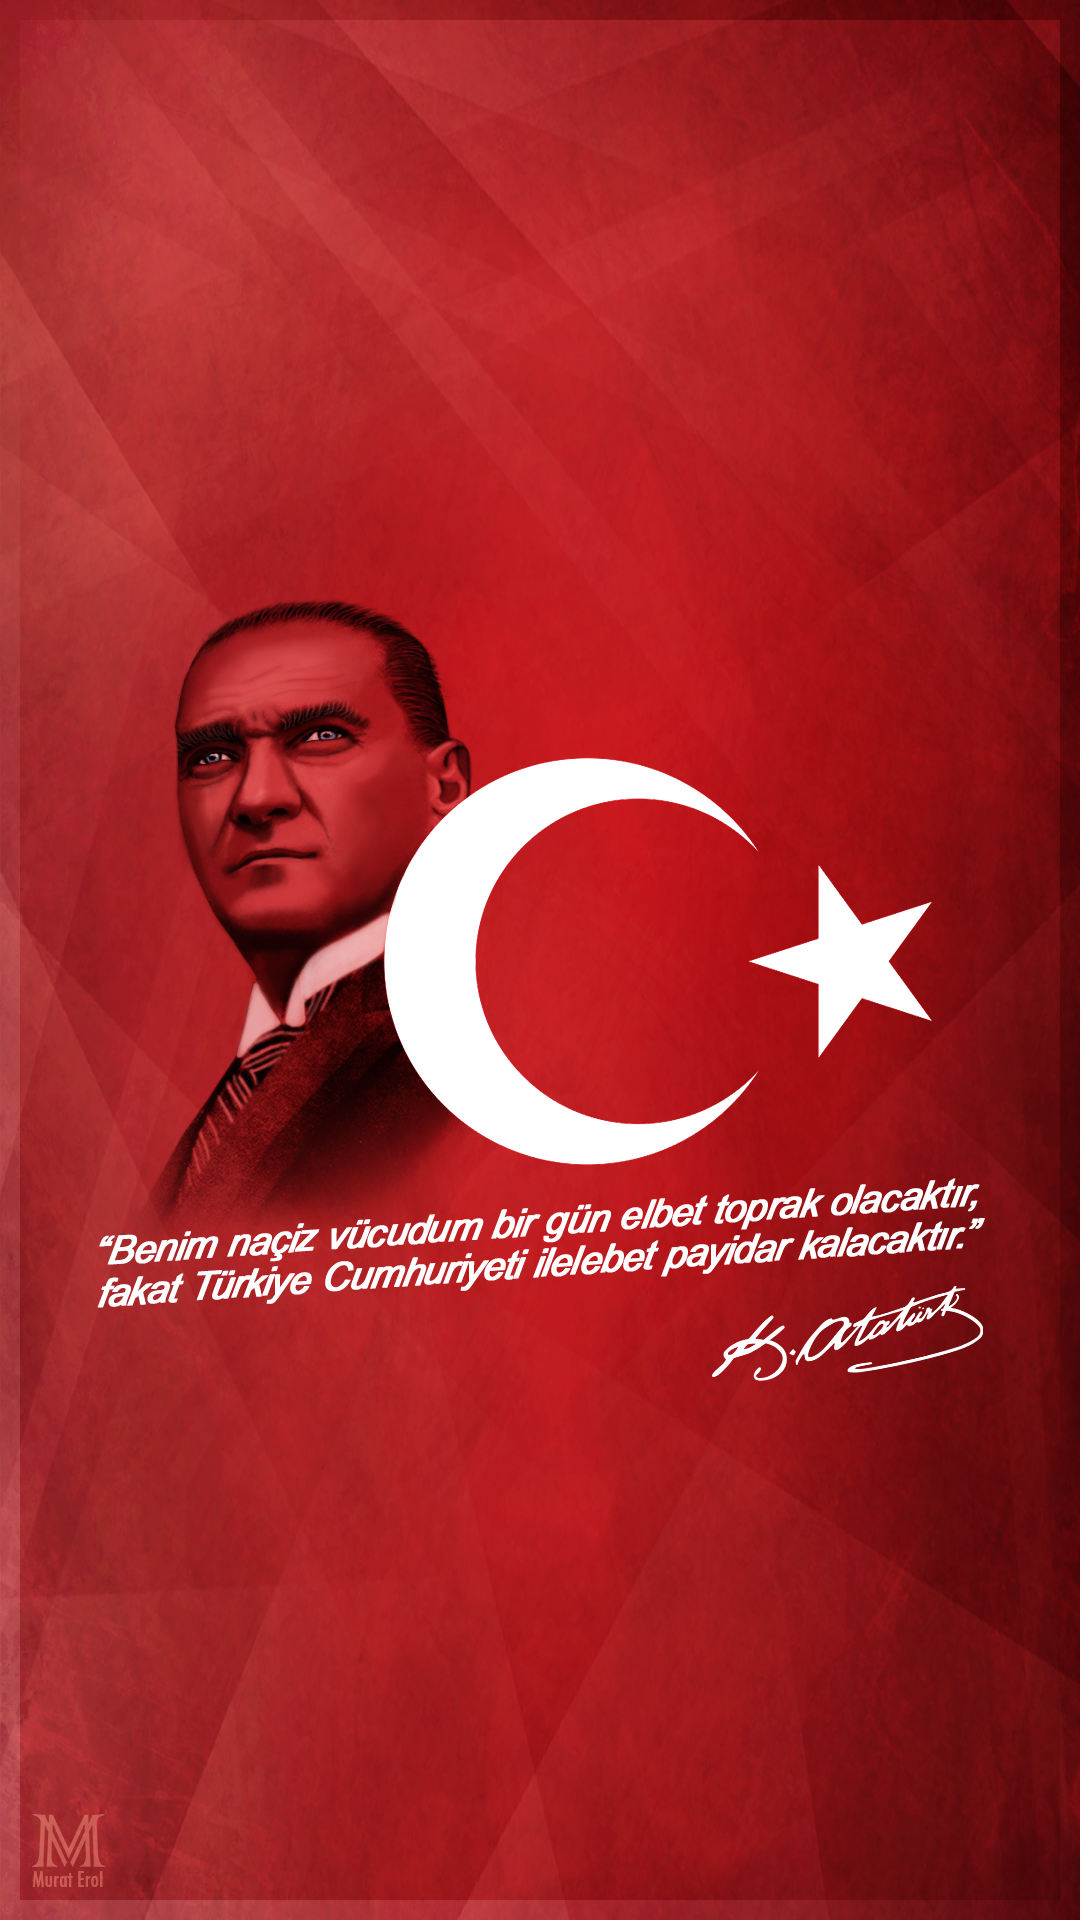 “Benim naçiz vücudum bir gün elbet toprak olacaktır,
fakat Türkiye Cumhuriyeti ilelebet payidar kalacaktır.”
K. Atatürk
M
Murat Erol